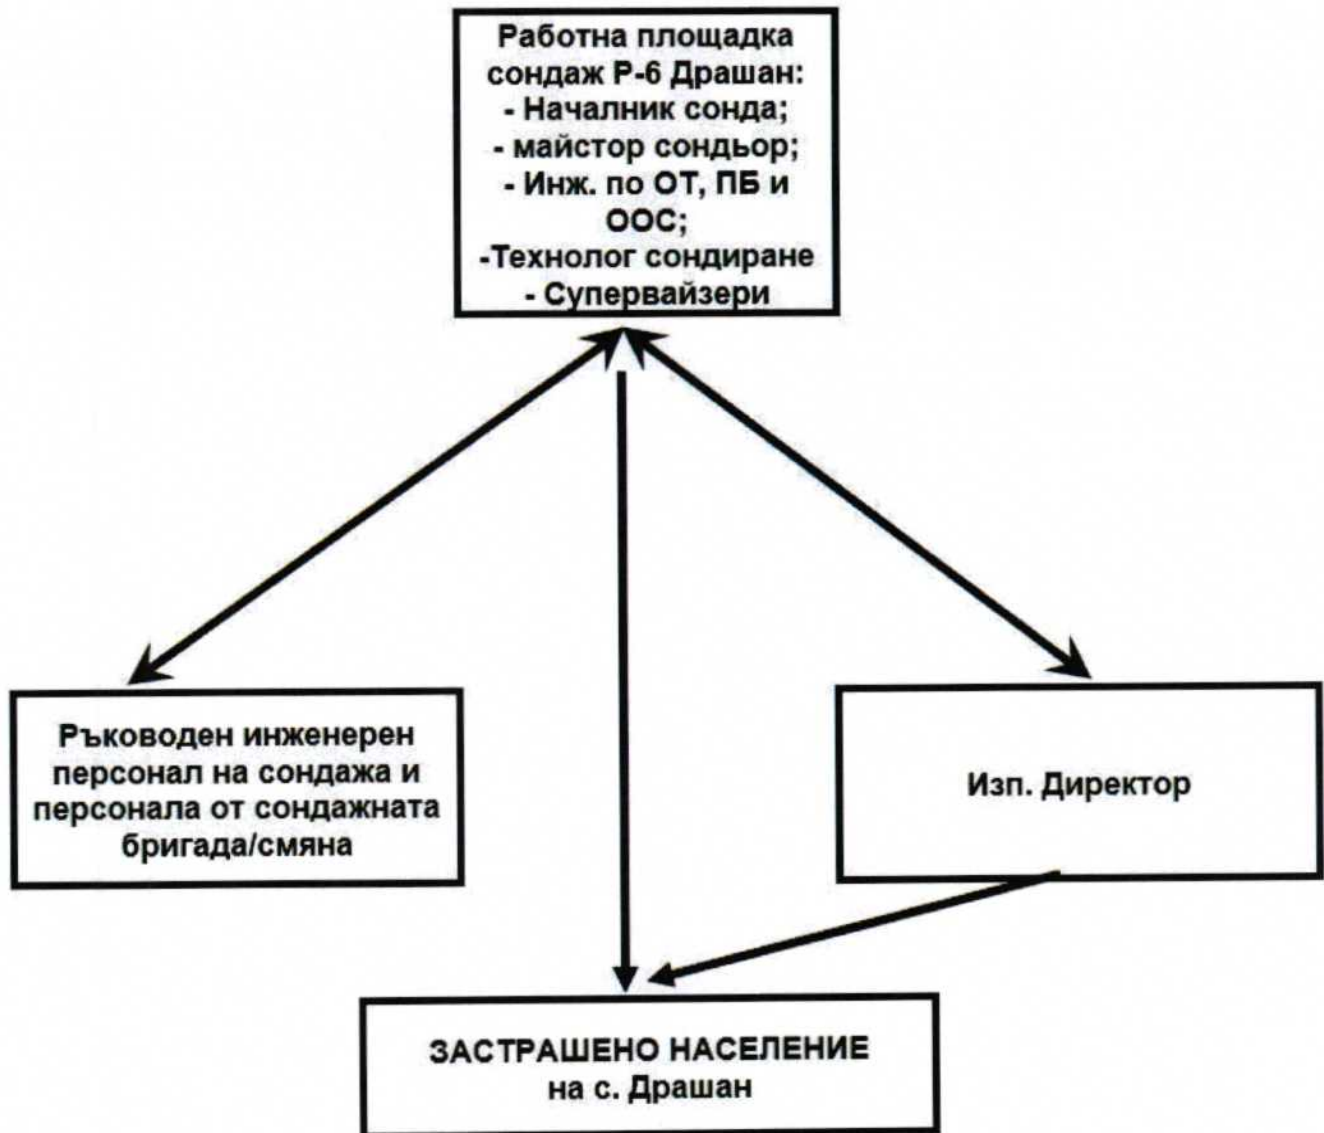 Работна площадка
сондаж Р-6 Драшан:
- Началник сонда;
- майстор сондьор;
- Инж. по ОТ, ПБ и
ООС;
-Технолог сондиране
- Супервайзери
Ръководен инженерен
персонал на сондажа и
персонала от сондажната
бригада/смяна
Изп. Директор
ЗАСТРАШЕНО НАСЕЛЕНИЕ
на с. Драшан